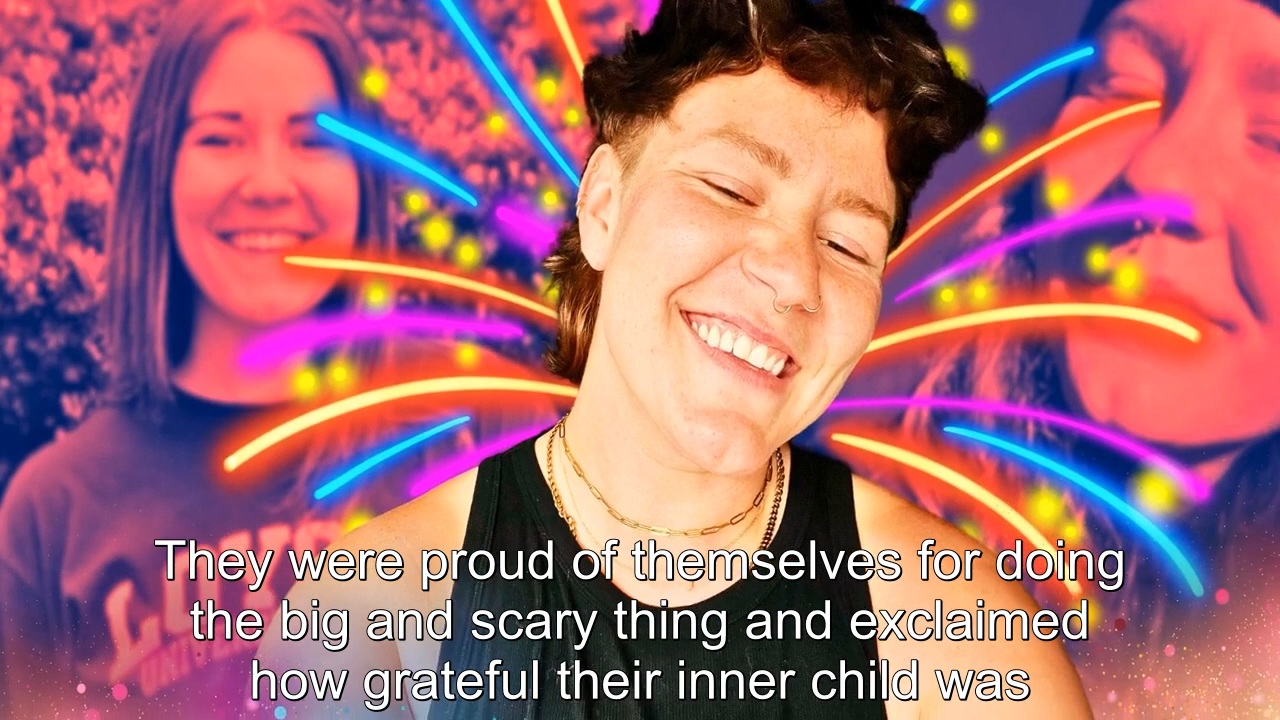 They were proud of themselves for doing
the big and scary thing and exclaimed
how grateful their inner child was